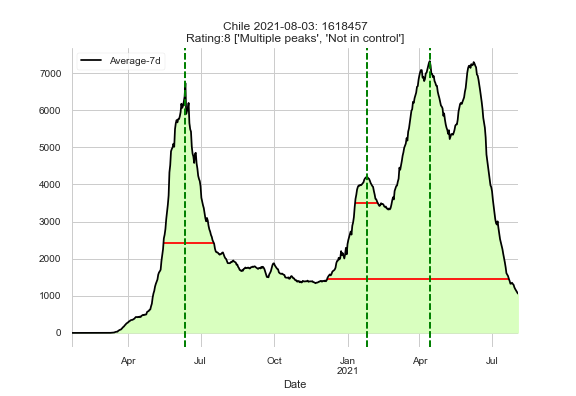 Chile 2021-08-03: 1618457
Rating:8 ['Multiple peaks', 'Not in control']
Average-7d
7000
6000
5000
4000
3000
2000
1000
0
Apr Jul Oct Jan Apr Jul
2021
Date